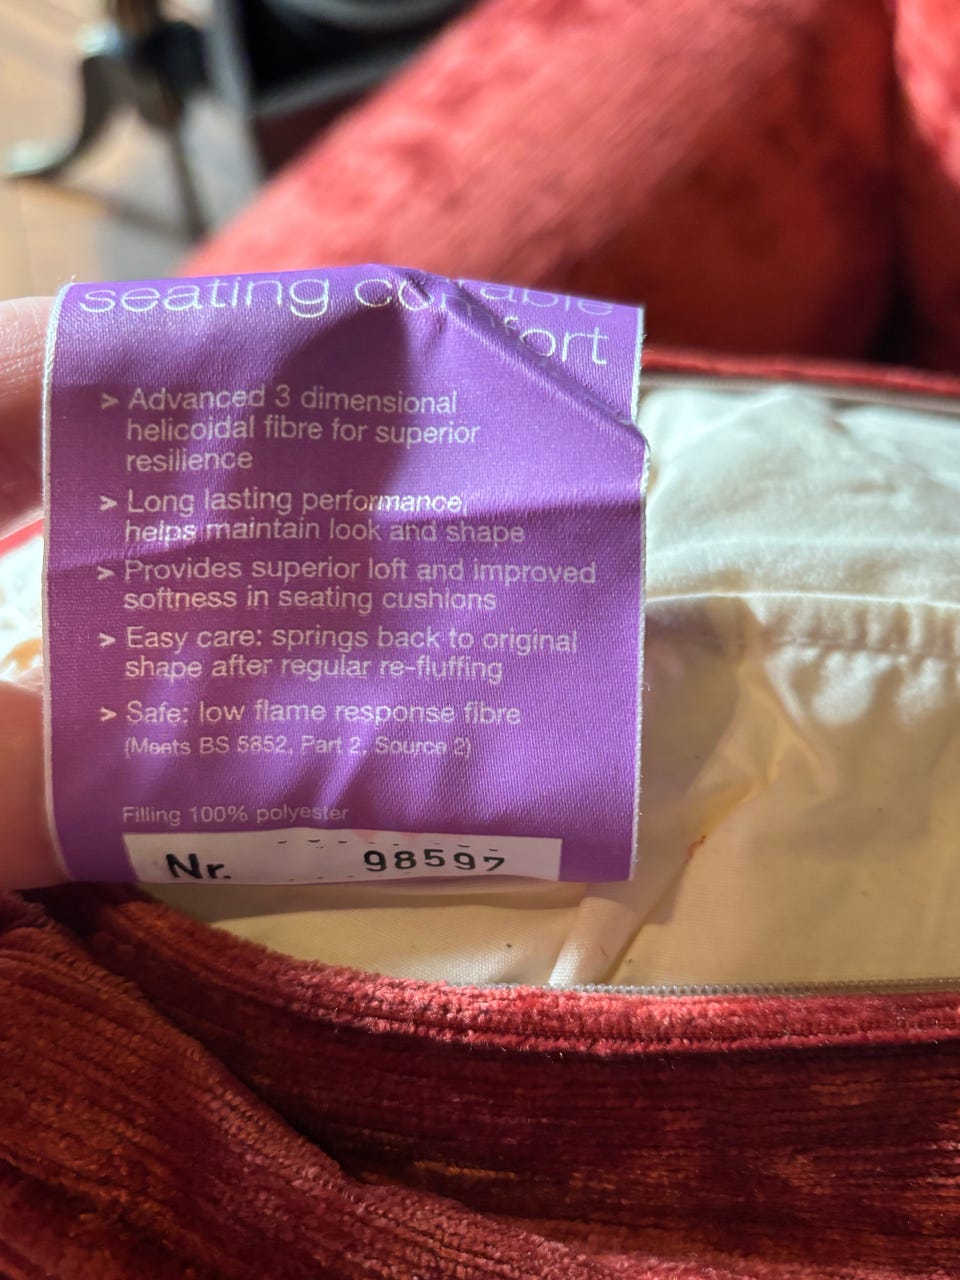 seating
fort
> Advanced 3 dimensional
helicoidal fibre for superior
resilience
> Long lasting performance,
helps maintain look and shape
> Provides superior loft and improved
softness in seating cushions
> Easy care: springs back to original
shape after regular re-fluffing
> Safe: low flame response fibre
(Meets BS 5852, Part 2, Source 2)
Filling 100% polyester
Nr. 98597